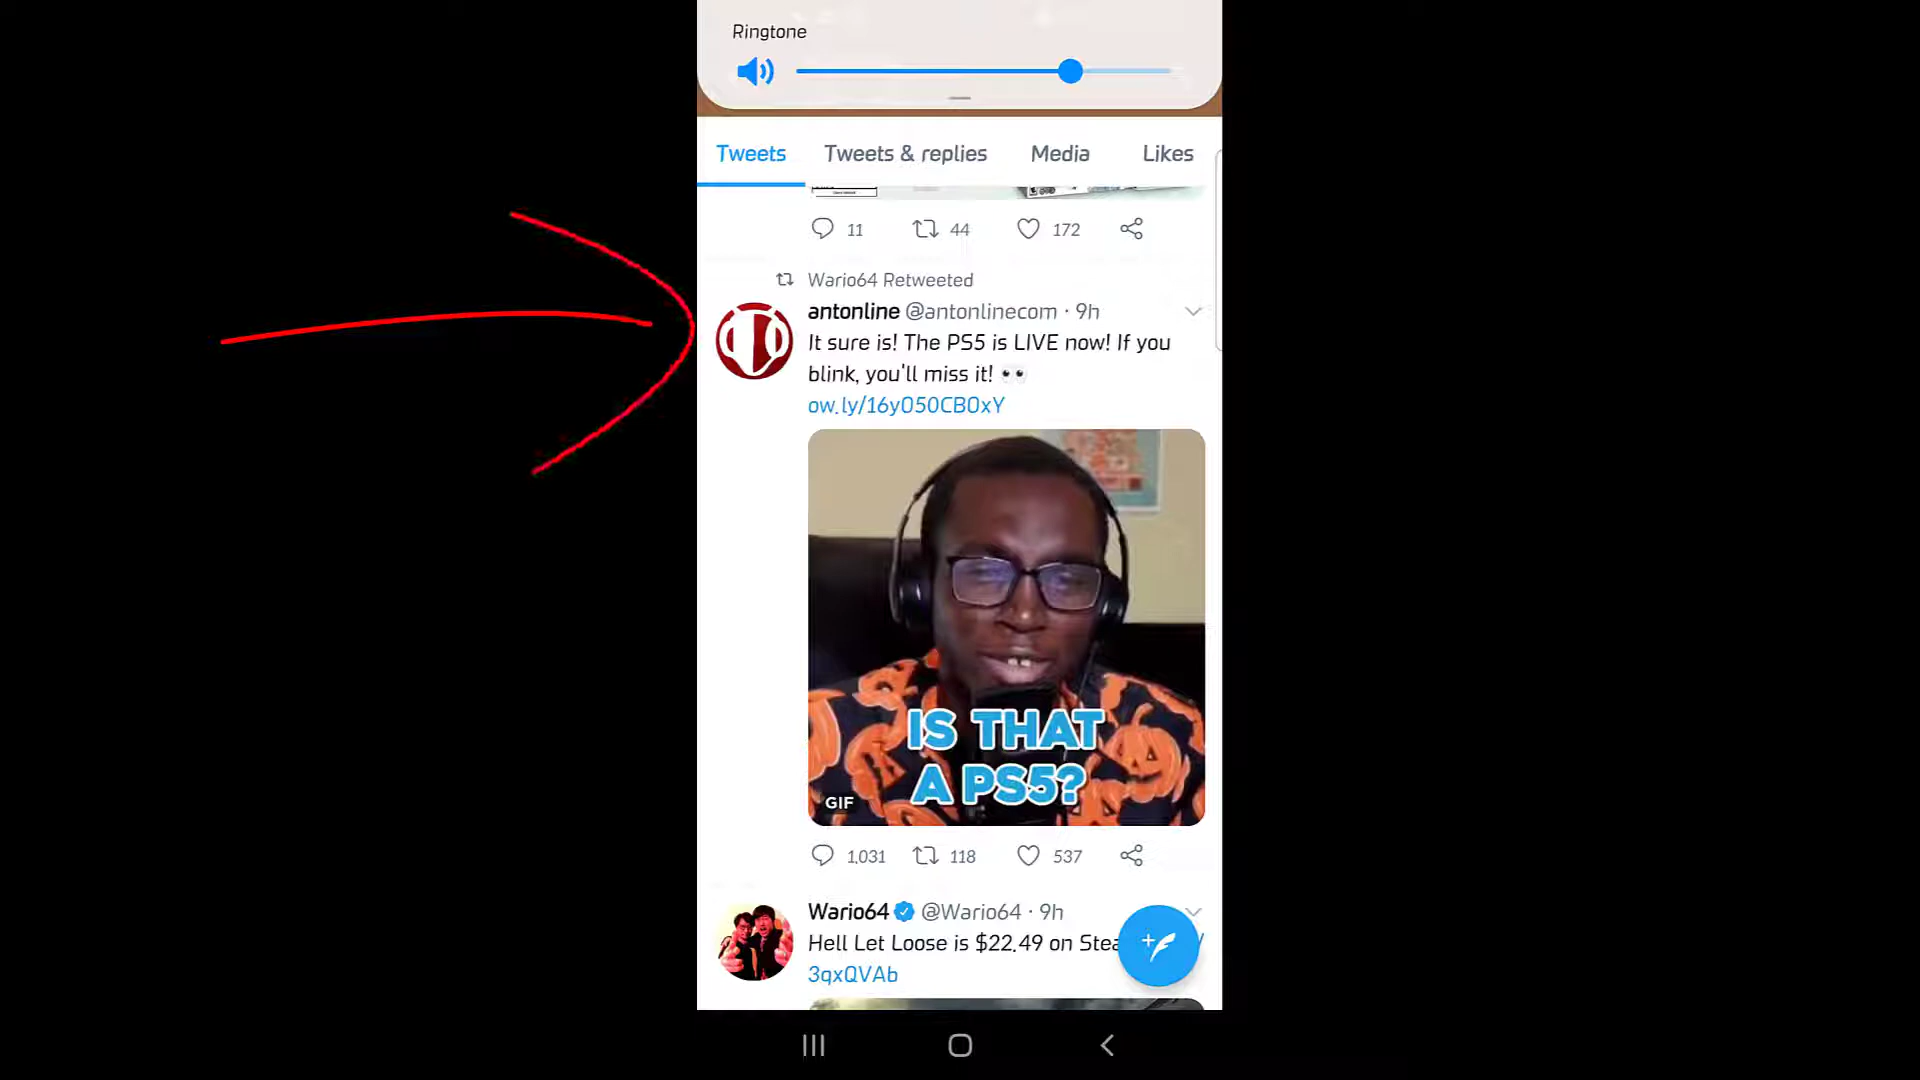 Ringtone
Tweets Tweets & replies Media Likes
11 44 172
Wario64 Retweeted
antonline @antonlinecom · 9h
It sure is! The PS5 is LIVE now! If you
blink, you'll miss it! 👀
ow.ly/16y050CB0xY
IS THAT
A PS5?
GIF
1,031 118 537
Wario64 @Wario64 · 9h
Hell Let Loose is $22.49 on Stea
3qxQVAb